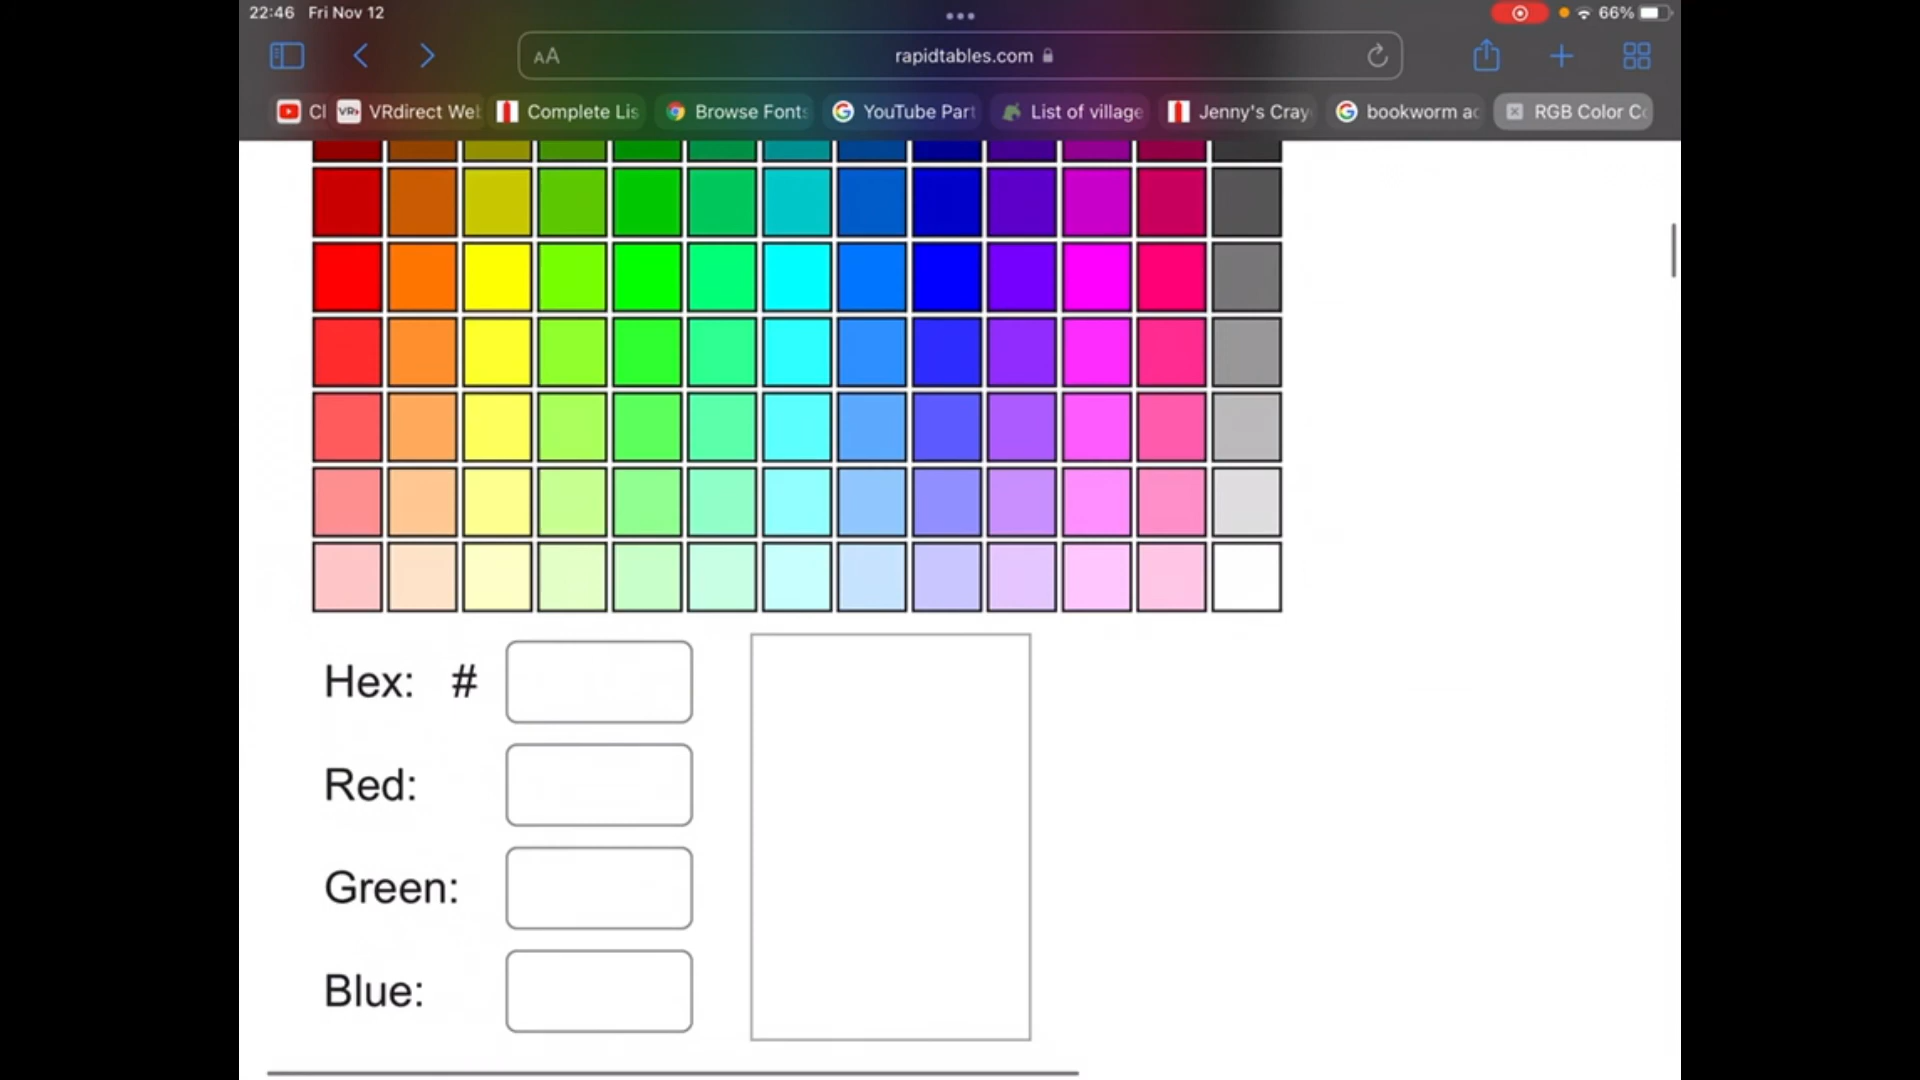 22:46 Fri Nov 12
66%
AA
rapidtables.com
Cl
VRdirect Wet
Complete Lis
Browse Fonts
YouTube Part
List of village
Jenny's Cray
bookworm ac
RGB Color Co
Hex: #
Red:
Green:
Blue: